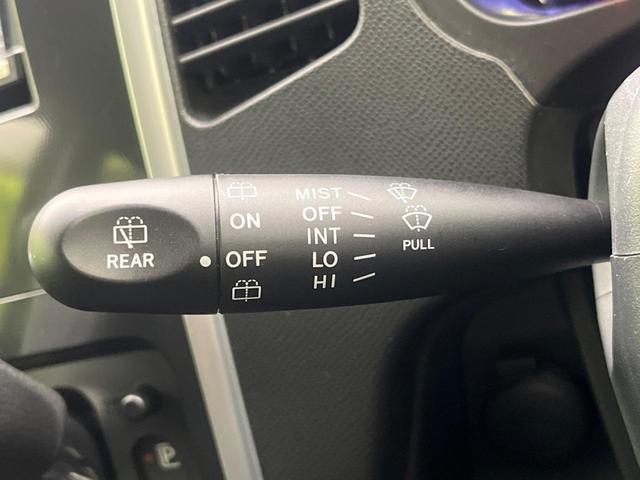 REAR
ON
OFF
MIST
OFF
INT
LO
HI
PULL